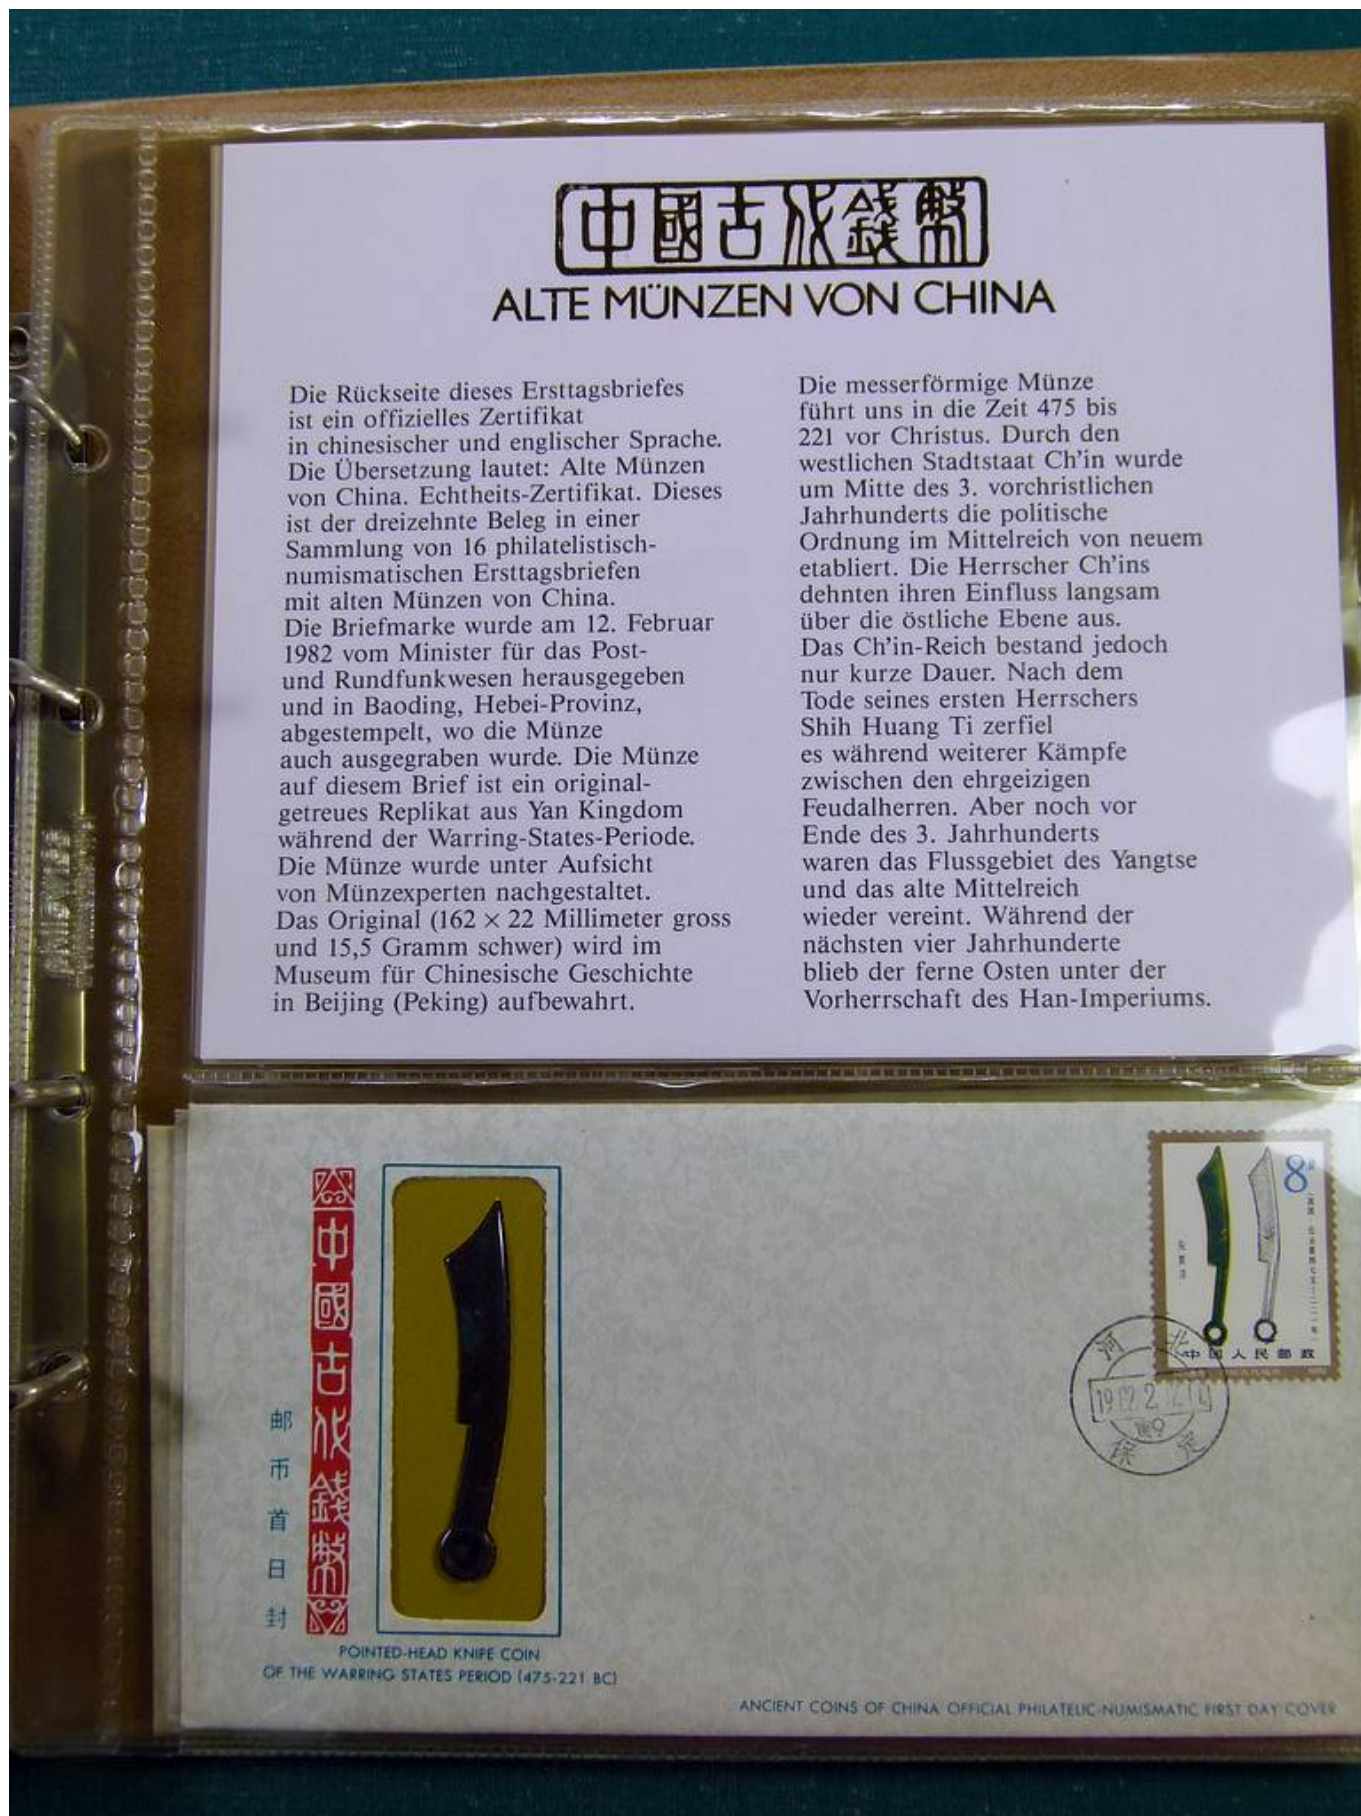 中國古代錢幣
ALTE MÜNZEN VON CHINA
Die Rückseite dieses Ersttagsbriefes
ist ein offizielles Zertifikat
in chinesischer und englischer Sprache.
Die Übersetzung lautet: Alte Münzen
von China. Echtheits-Zertifikat. Dieses
ist der dreizehnte Beleg in einer
Sammlung von 16 philatelistisch-
numismatischen Ersttagsbriefen
mit alten Münzen von China.
Die Briefmarke wurde am 12. Februar
1982 vom Minister für das Post-
und Rundfunkwesen herausgegeben
und in Baoding, Hebei-Provinz,
abgestempelt, wo die Münze
auch ausgegraben wurde. Die Münze
auf diesem Brief ist ein original-
getreues Replikat aus Yan Kingdom
während der Warring-States-Periode.
Die Münze wurde unter Aufsicht
von Münzexperten nachgestaltet.
Das Original (162 × 22 Millimeter gross
und 15,5 Gramm schwer) wird im
Museum für Chinesische Geschichte
in Beijing (Peking) aufbewahrt.
Die messerförmige Münze
führt uns in die Zeit 475 bis
221 vor Christus. Durch den
westlichen Stadtstaat Ch'in wurde
um Mitte des 3. vorchristlichen
Jahrhunderts die politische
Ordnung im Mittelreich von neuem
etabliert. Die Herrscher Ch'ins
dehnten ihren Einfluss langsam
über die östliche Ebene aus.
Das Ch'in-Reich bestand jedoch
nur kurze Dauer. Nach dem
Tode seines ersten Herrschers
Shih Huang Ti zerfiel
es während weiterer Kämpfe
zwischen den ehrgeizigen
Feudalherren. Aber noch vor
Ende des 3. Jahrhunderts
waren das Flussgebiet des Yangtse
und das alte Mittelreich
wieder vereint. Während der
nächsten vier Jahrhunderte
blieb der ferne Osten unter der
Vorherrschaft des Han-Imperiums.
中國古代錢幣
邮币首日封
POINTED-HEAD KNIFE COIN
OF THE WARRING STATES PERIOD (475-221 BC)
8
中国人民邮政
河北
1982.2.
保定
ANCIENT COINS OF CHINA OFFICIAL PHILATELIC-NUMISMATIC FIRST DAY COVER